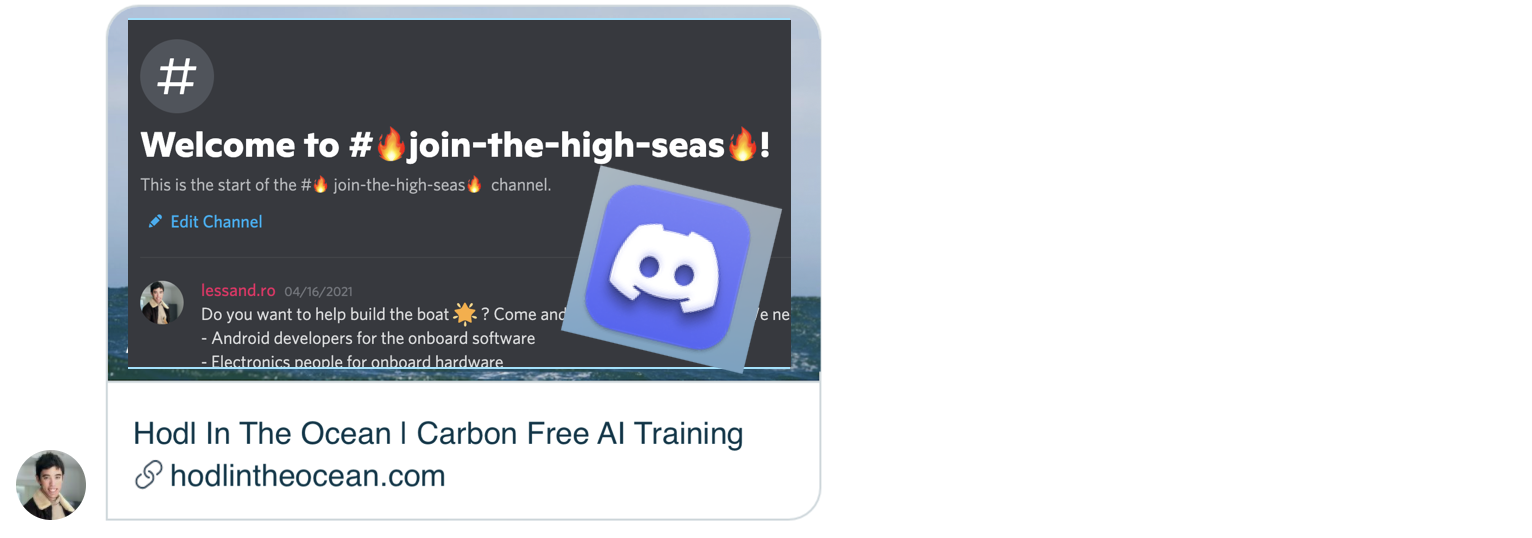 #
Welcome to #🔥join-the-high-seas🔥!
This is the start of the #🔥 join-the-high-seas🔥 channel.
Edit Channel
lessand.ro 04/16/2021
Do you want to help build the boat 🌟 ? Come and
- Android developers for the onboard software
- Electronics people for onboard hardware
Hodl In The Ocean | Carbon Free AI Training
🔗 hodlintheocean.com